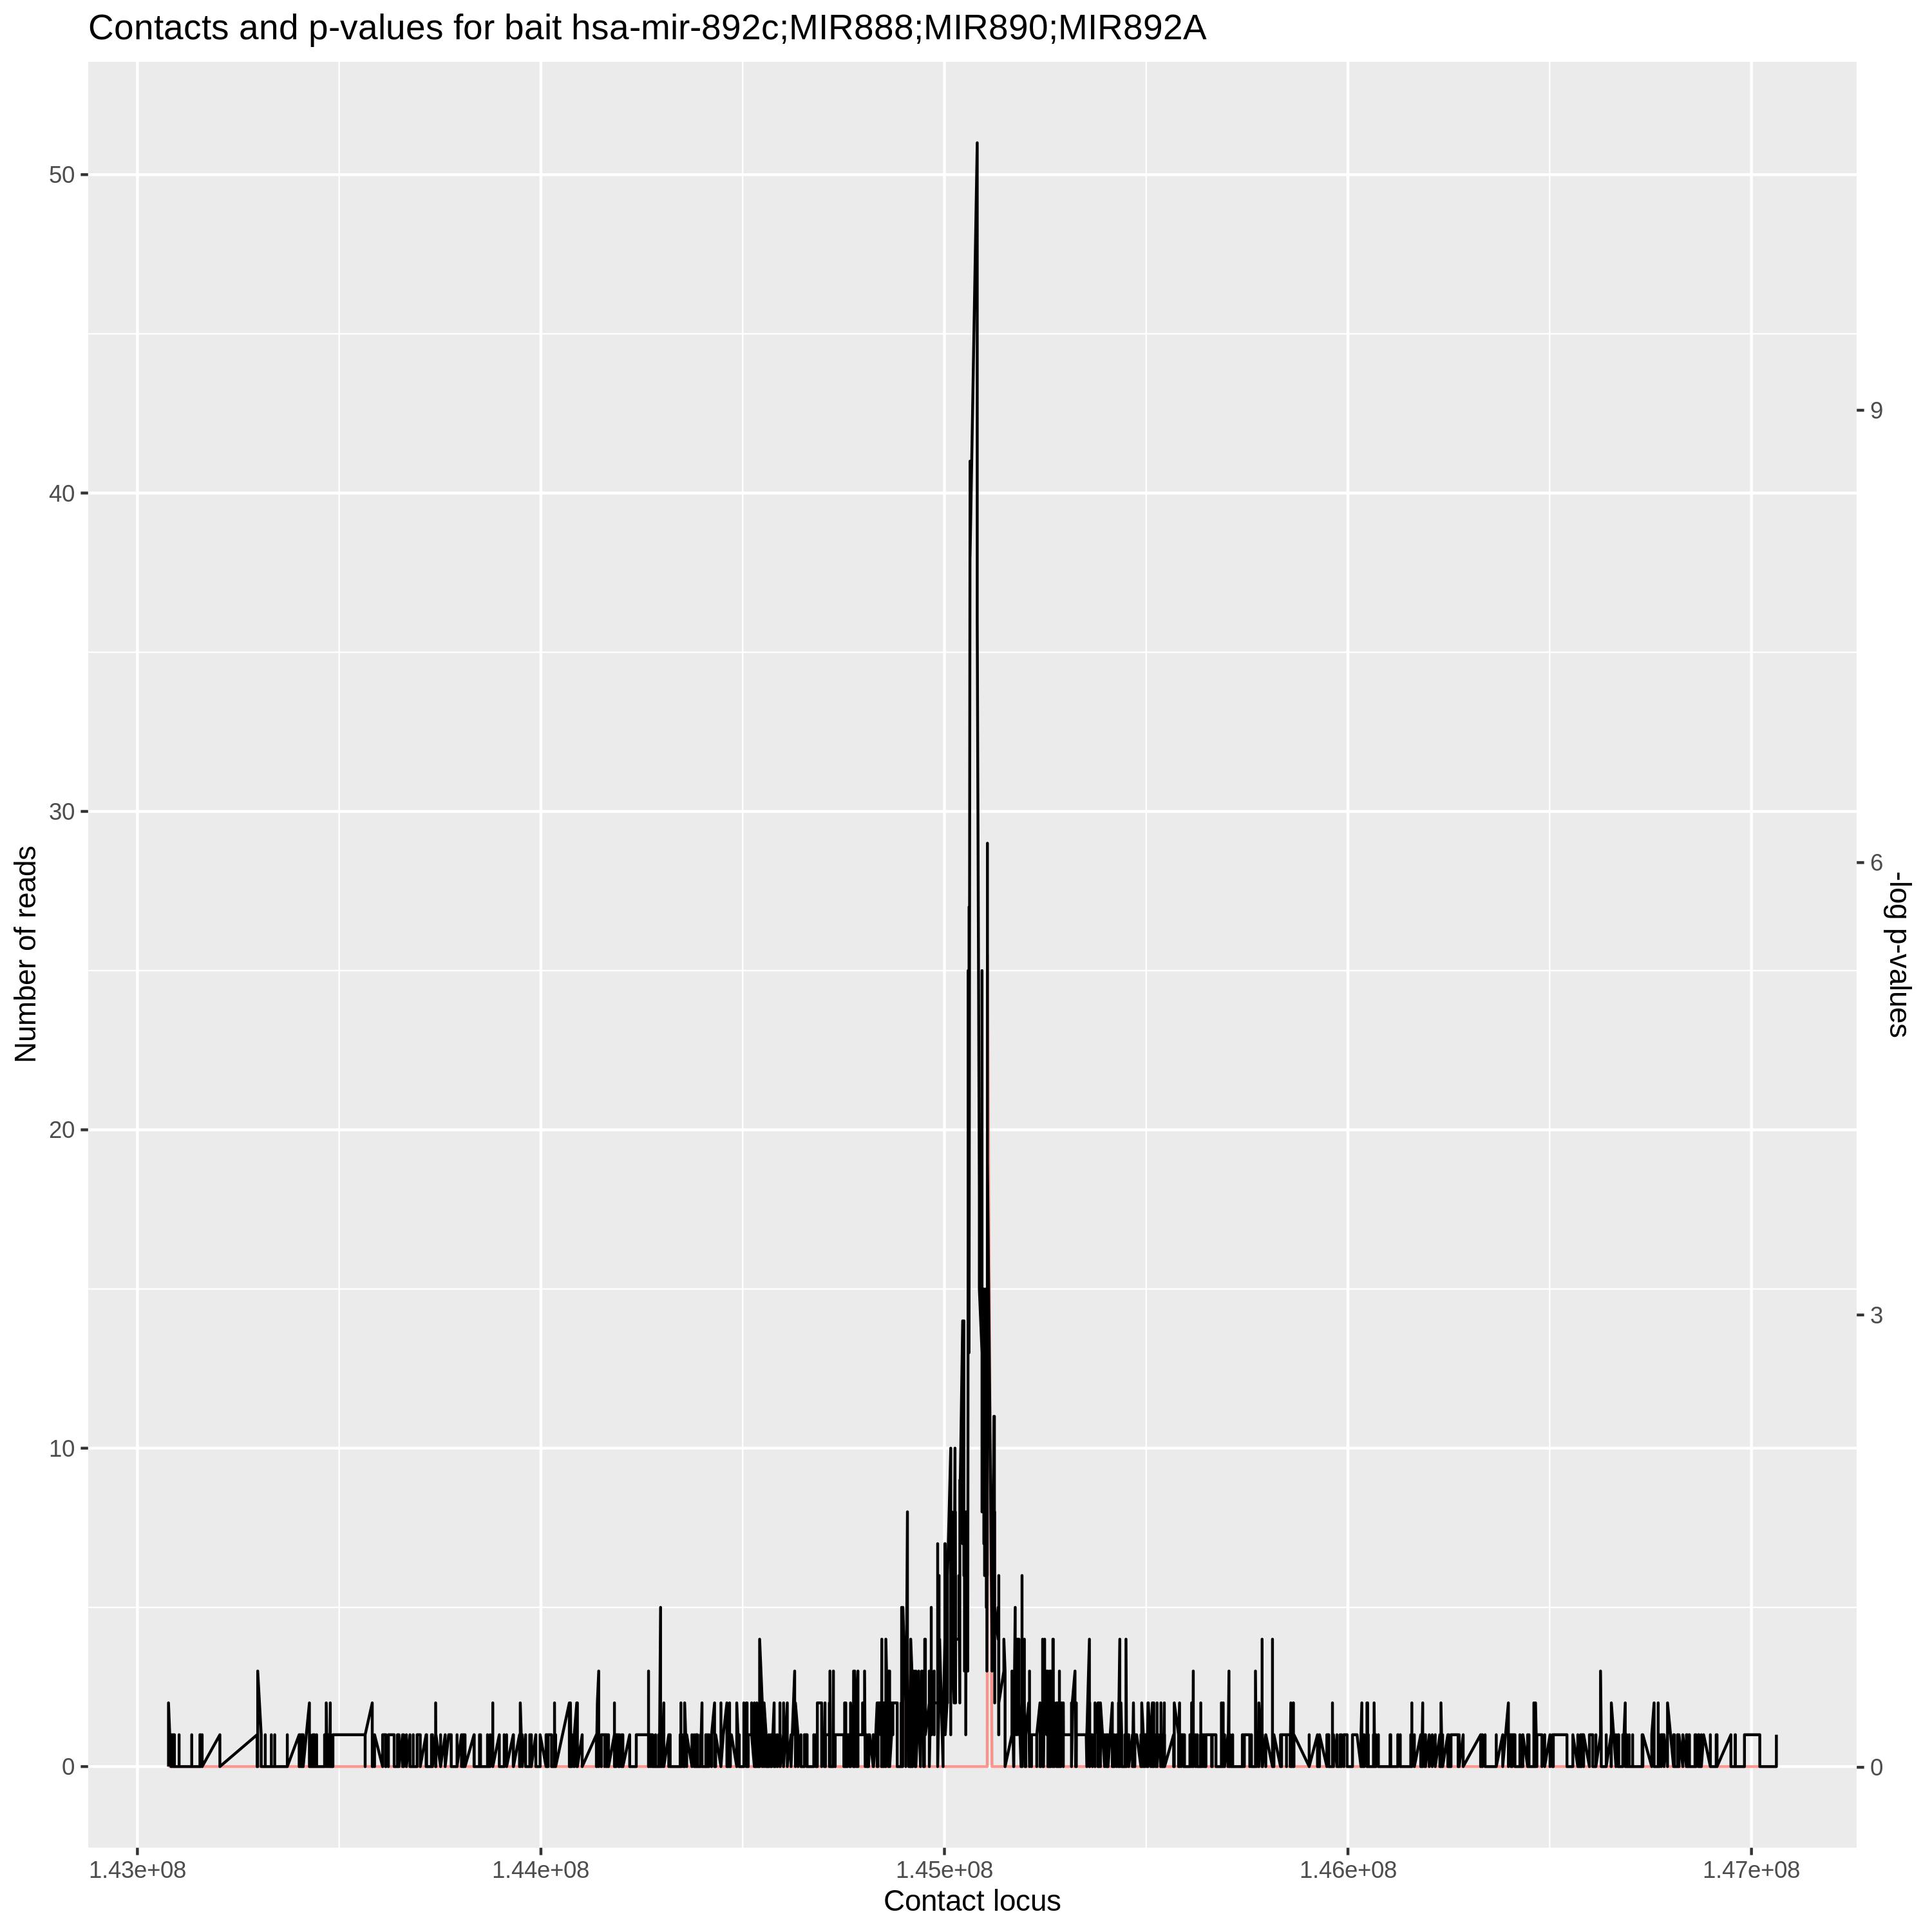 Contacts and p-values for bait hsa-mir-892c;MIR888;MIR890;MIR892A
50
40
30
20
10
0
Number of reads
9
6
3
0
-log p-values
1.43e+08
1.44e+08
1.45e+08
1.46e+08
1.47e+08
Contact locus